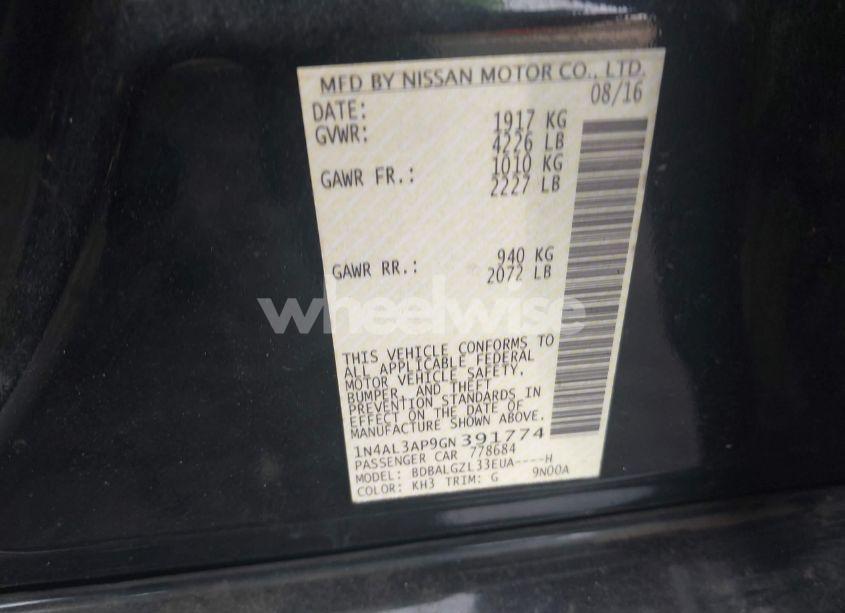 MFD BY NISSAN MOTOR CO., LTD.
DATE: 08/16
GVWR: 1917 KG
4226 LB
GAWR FR.: 1010 KG
2227 LB
GAWR RR.: 940 KG
2072 LB
wheelwise
THIS VEHICLE CONFORMS TO
ALL APPLICABLE FEDERAL
MOTOR VEHICLE SAFETY,
BUMPER, AND THEFT
PREVENTION STANDARDS IN
EFFECT ON THE DATE OF
MANUFACTURE SHOWN ABOVE.
1N4AL3AP9GN391774
PASSENGER CAR 778684
MODEL: BDBALGZL33EUA----H
COLOR: KH3 TRIM: G 9N00A